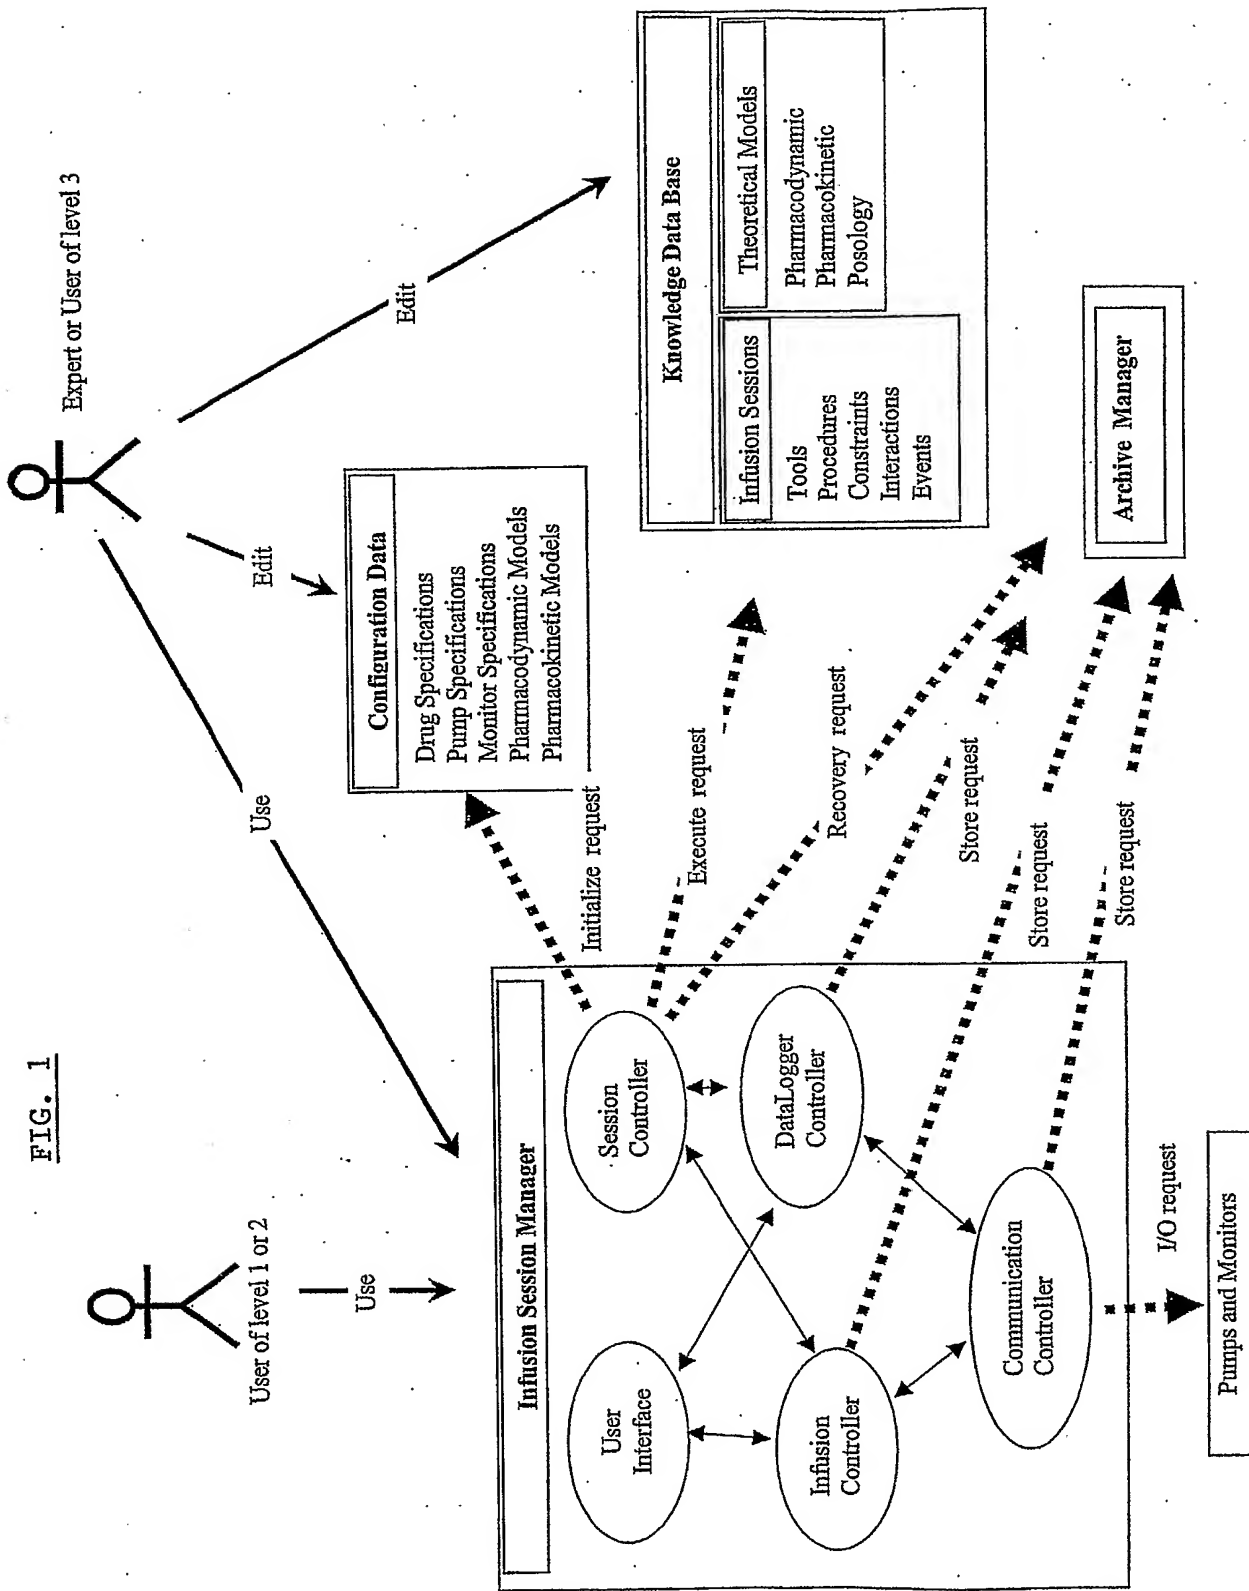 FIG. 1
User of level 1 or 2
Expert or User of level 3
Use
Use
Edit
Edit
Infusion Session Manager
User
Interface
Session
Controller
Infusion
Controller
DataLogger
Controller
Communication
Controller
Configuration Data
Drug Specifications
Pump Specifications
Monitor Specifications
Pharmacodynamic Models
Pharmacokinetic Models
Knowledge Data Base
Infusion Sessions
Tools
Procedures
Constraints
Interactions
Events
Theoretical Models
Pharmacodynamic
Pharmacokinetic
Posology
Initialize request
Execute request
Recovery request
Store request
Store request
Store request
Archive Manager
I/O request
Pumps and Monitors